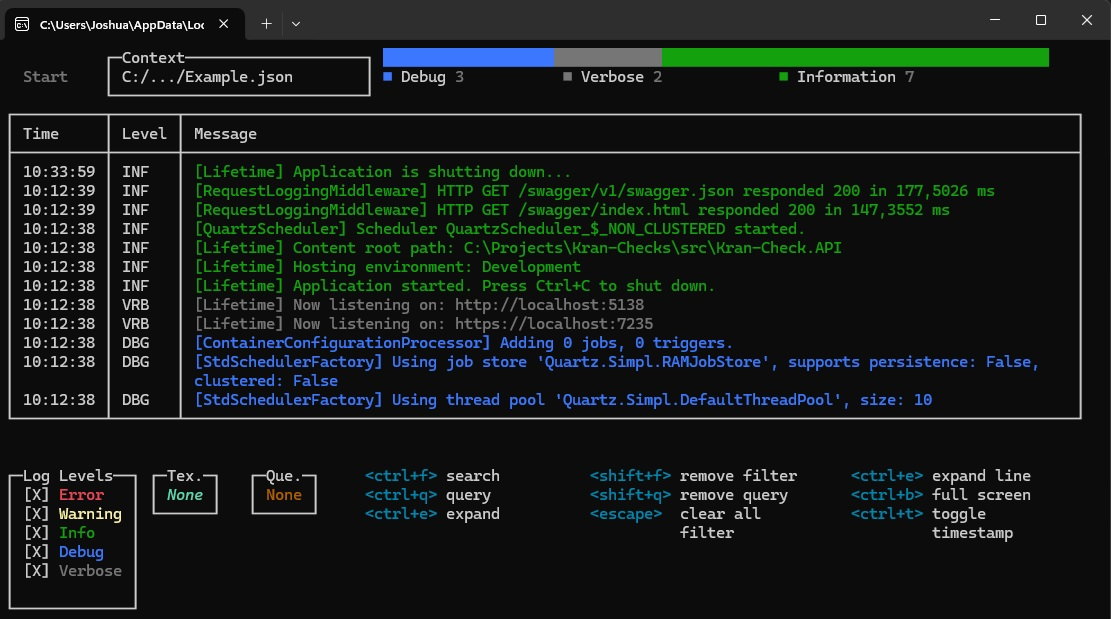 C:\Users\Joshua\AppData\Loc
Start
Context
C:/.../Example.json
Debug 3
Verbose 2
Information 7
Time Level Message
10:33:59 INF [Lifetime] Application is shutting down...
10:12:39 INF [RequestLoggingMiddleware] HTTP GET /swagger/v1/swagger.json responded 200 in 177,5026 ms
10:12:39 INF [RequestLoggingMiddleware] HTTP GET /swagger/index.html responded 200 in 147,3552 ms
10:12:38 INF [QuartzScheduler] Scheduler QuartzScheduler_$_NON_CLUSTERED started.
10:12:38 INF [Lifetime] Content root path: C:\Projects\Kran-Checks\src\Kran-Check.API
10:12:38 INF [Lifetime] Hosting environment: Development
10:12:38 INF [Lifetime] Application started. Press Ctrl+C to shut down.
10:12:38 VRB [Lifetime] Now listening on: http://localhost:5138
10:12:38 VRB [Lifetime] Now listening on: https://localhost:7235
10:12:38 DBG [ContainerConfigurationProcessor] Adding 0 jobs, 0 triggers.
10:12:38 DBG [StdSchedulerFactory] Using job store 'Quartz.Simpl.RAMJobStore', supports persistence: False,
clustered: False
10:12:38 DBG [StdSchedulerFactory] Using thread pool 'Quartz.Simpl.DefaultThreadPool', size: 10
Log Levels
[X] Error
[X] Warning
[X] Info
[X] Debug
[X] Verbose
Tex.
None
Que.
None
<ctrl+f> search
<ctrl+q> query
<ctrl+e> expand
<shift+f> remove filter
<shift+q> remove query
<escape> clear all
filter
<ctrl+e> expand line
<ctrl+b> full screen
<ctrl+t> toggle
timestamp